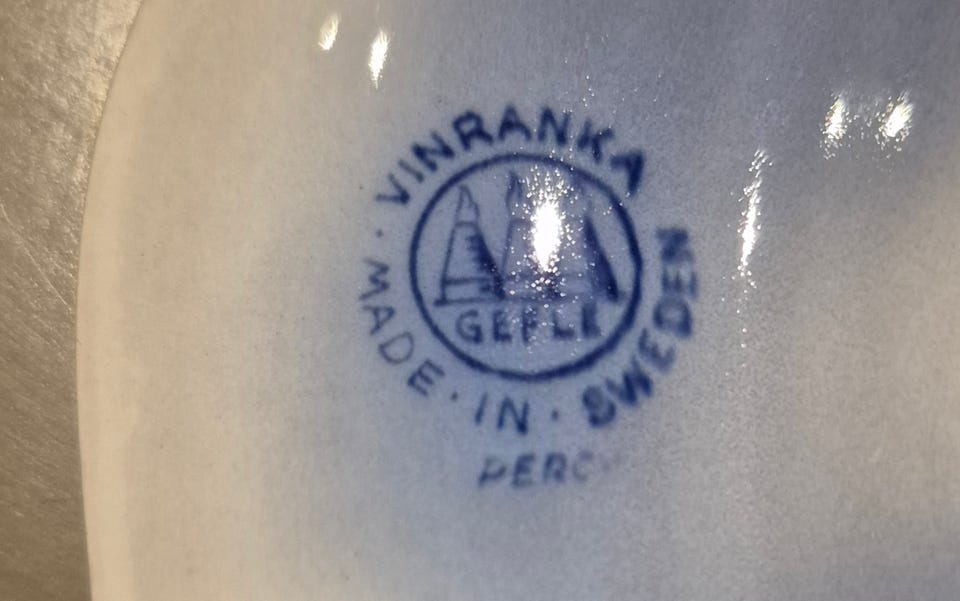 VINRANKA
GEFLE
MADE · IN · SWEDEN